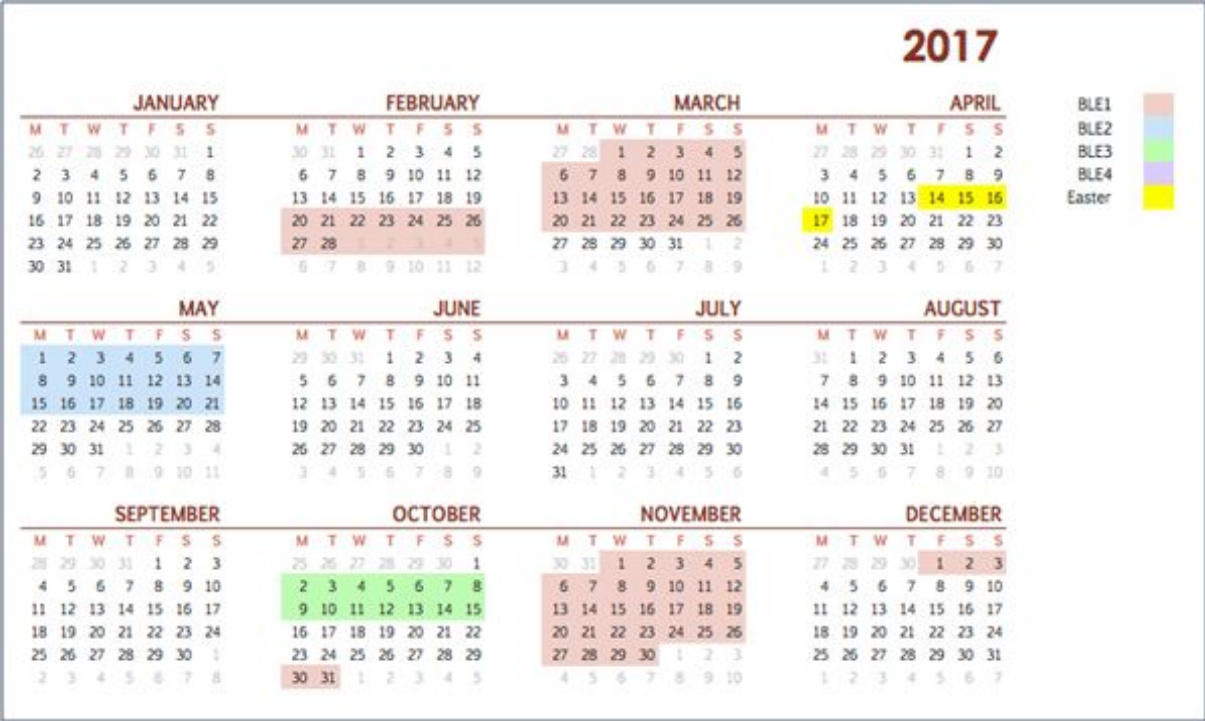 2017
JANUARY
M T W T F S S
26 27 28 29 30 31 1
2 3 4 5 6 7 8
9 10 11 12 13 14 15
16 17 18 19 20 21 22
23 24 25 26 27 28 29
30 31 1 2 3 4 5
FEBRUARY
M T W T F S S
30 31 1 2 3 4 5
6 7 8 9 10 11 12
13 14 15 16 17 18 19
20 21 22 23 24 25 26
27 28 1 2 3 4 5
6 7 8 9 10 11 12
MARCH
M T W T F S S
27 28 1 2 3 4 5
6 7 8 9 10 11 12
13 14 15 16 17 18 19
20 21 22 23 24 25 26
27 28 29 30 31 1 2
3 4 5 6 7 8 9
APRIL
M T W T F S S
27 28 29 30 31 1 2
3 4 5 6 7 8 9
10 11 12 13 14 15 16
17 18 19 20 21 22 23
24 25 26 27 28 29 30
1 2 3 4 5 6 7
BLE1
BLE2
BLE3
BLE4
Easter
MAY
M T W T F S S
1 2 3 4 5 6 7
8 9 10 11 12 13 14
15 16 17 18 19 20 21
22 23 24 25 26 27 28
29 30 31 1 2 3 4
5 6 7 8 9 10 11
JUNE
M T W T F S S
29 30 31 1 2 3 4
5 6 7 8 9 10 11
12 13 14 15 16 17 18
19 20 21 22 23 24 25
26 27 28 29 30 1 2
3 4 5 6 7 8 9
JULY
M T W T F S S
26 27 28 29 30 1 2
3 4 5 6 7 8 9
10 11 12 13 14 15 16
17 18 19 20 21 22 23
24 25 26 27 28 29 30
31 1 2 3 4 5 6
AUGUST
M T W T F S S
31 1 2 3 4 5 6
7 8 9 10 11 12 13
14 15 16 17 18 19 20
21 22 23 24 25 26 27
28 29 30 31 1 2 3
4 5 6 7 8 9 10
SEPTEMBER
M T W T F S S
28 29 30 31 1 2 3
4 5 6 7 8 9 10
11 12 13 14 15 16 17
18 19 20 21 22 23 24
25 26 27 28 29 30 1
2 3 4 5 6 7 8
OCTOBER
M T W T F S S
25 26 27 28 29 30 1
2 3 4 5 6 7 8
9 10 11 12 13 14 15
16 17 18 19 20 21 22
23 24 25 26 27 28 29
30 31 1 2 3 4 5
NOVEMBER
M T W T F S S
30 31 1 2 3 4 5
6 7 8 9 10 11 12
13 14 15 16 17 18 19
20 21 22 23 24 25 26
27 28 29 30 1 2 3
4 5 6 7 8 9 10
DECEMBER
M T W T F S S
27 28 29 30 1 2 3
4 5 6 7 8 9 10
11 12 13 14 15 16 17
18 19 20 21 22 23 24
25 26 27 28 29 30 31
1 2 3 4 5 6 7